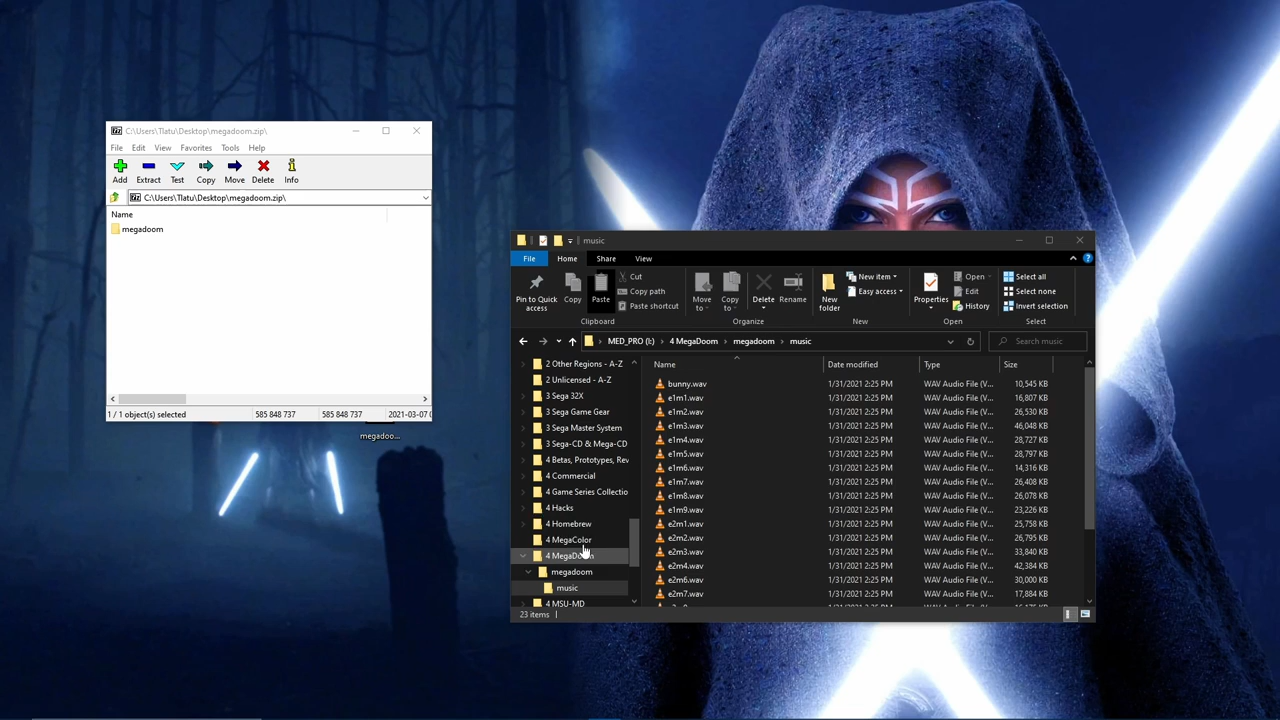 C:\Users\Tlatu\Desktop\megadoom.zip\
File Edit View Favorites Tools Help
Add Extract Test Copy Move Delete Info
C:\Users\Tlatu\Desktop\megadoom.zip\
Name
megadoom
1 / 1 object(s) selected 585 848 737 585 848 737 2021-03-07
megadoo...
music
File Home Share View
Pin to Quick access
Copy
Paste
Cut
Copy path
Paste shortcut
Move to
Copy to
Delete
Rename
New folder
New item
Easy access
Properties
Open
Edit
History
Select all
Select none
Invert selection
Clipboard Organize New Open Select
MED_PRO (I:) 4 MegaDoom megadoom music
Search music
2 Other Regions - A-Z
2 Unlicensed - A-Z
3 Sega 32X
3 Sega Game Gear
3 Sega Master System
3 Sega-CD & Mega-CD
4 Betas, Prototypes, Rev
4 Commercial
4 Game Series Collectio
4 Hacks
4 Homebrew
4 MegaColor
4 MegaDoom
megadoom
music
4 MSU-MD
Name Date modified Type Size
bunny.wav 1/31/2021 2:25 PM WAV Audio File (V... 10,545 KB
e1m1.wav 1/31/2021 2:25 PM WAV Audio File (V... 16,807 KB
e1m2.wav 1/31/2021 2:25 PM WAV Audio File (V... 26,530 KB
e1m3.wav 1/31/2021 2:25 PM WAV Audio File (V... 46,048 KB
e1m4.wav 1/31/2021 2:25 PM WAV Audio File (V... 28,727 KB
e1m5.wav 1/31/2021 2:25 PM WAV Audio File (V... 28,797 KB
e1m6.wav 1/31/2021 2:25 PM WAV Audio File (V... 14,316 KB
e1m7.wav 1/31/2021 2:25 PM WAV Audio File (V... 26,408 KB
e1m8.wav 1/31/2021 2:25 PM WAV Audio File (V... 26,078 KB
e1m9.wav 1/31/2021 2:25 PM WAV Audio File (V... 23,226 KB
e2m1.wav 1/31/2021 2:25 PM WAV Audio File (V... 25,758 KB
e2m2.wav 1/31/2021 2:25 PM WAV Audio File (V... 26,795 KB
e2m3.wav 1/31/2021 2:25 PM WAV Audio File (V... 33,840 KB
e2m4.wav 1/31/2021 2:25 PM WAV Audio File (V... 42,384 KB
e2m6.wav 1/31/2021 2:25 PM WAV Audio File (V... 30,000 KB
e2m7.wav 1/31/2021 2:25 PM WAV Audio File (V... 17,884 KB
23 items